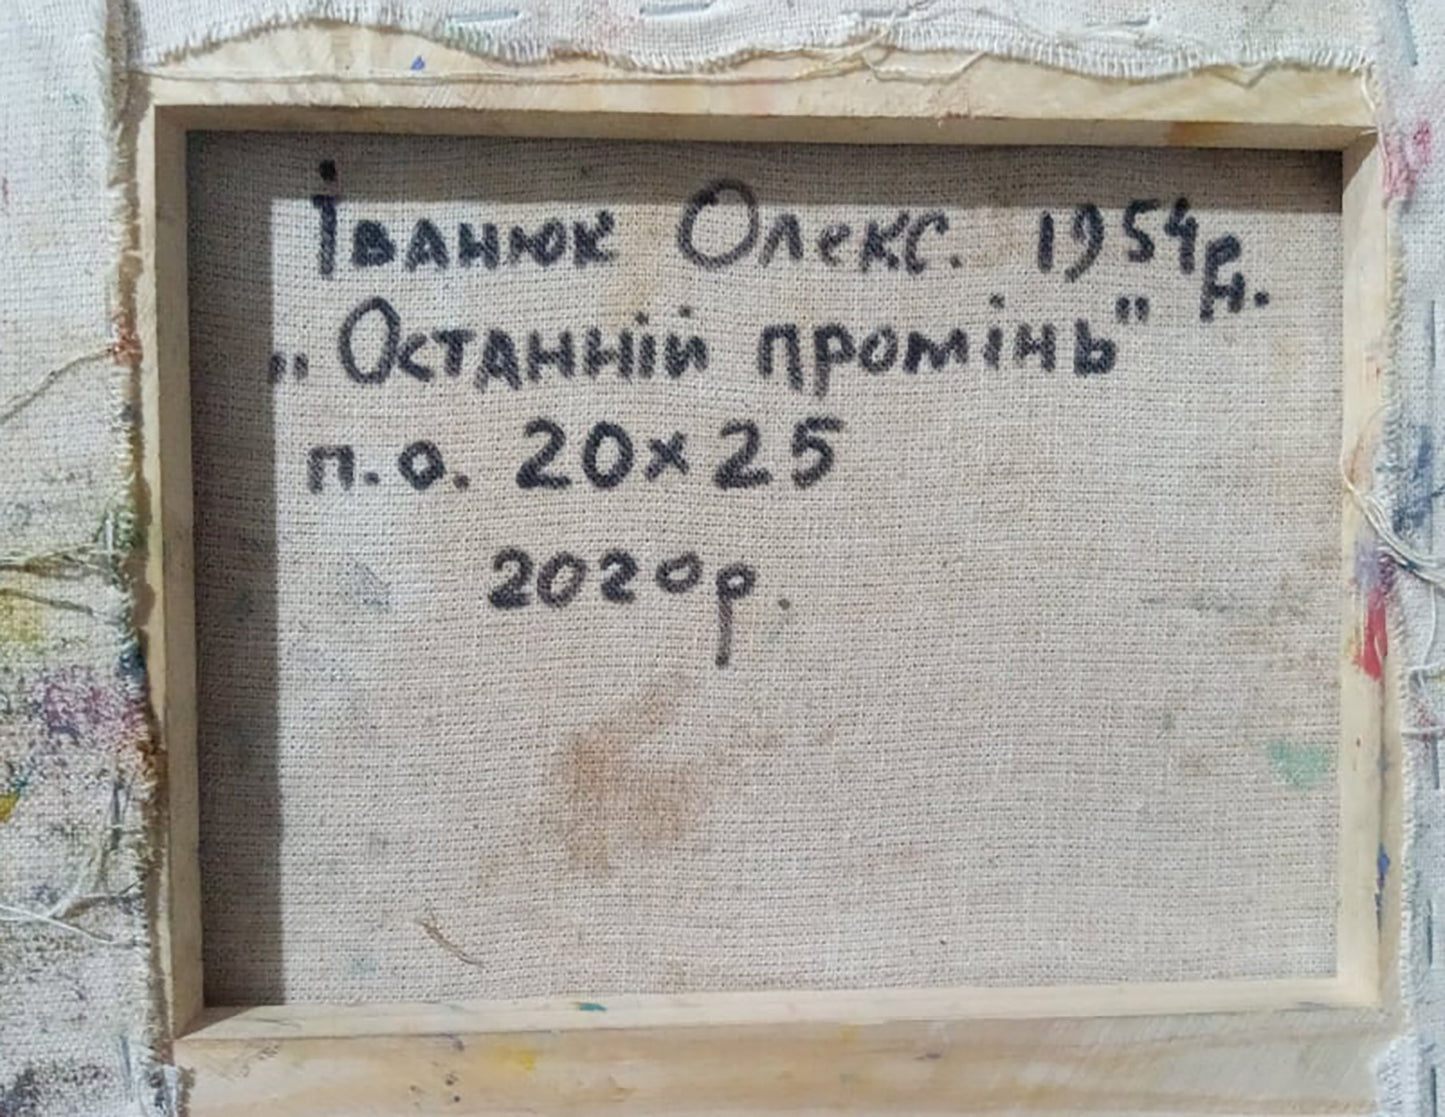 Іванюк Олекс. 1954р.н.
„Останній промінь"
п.о. 20×25
2020р.